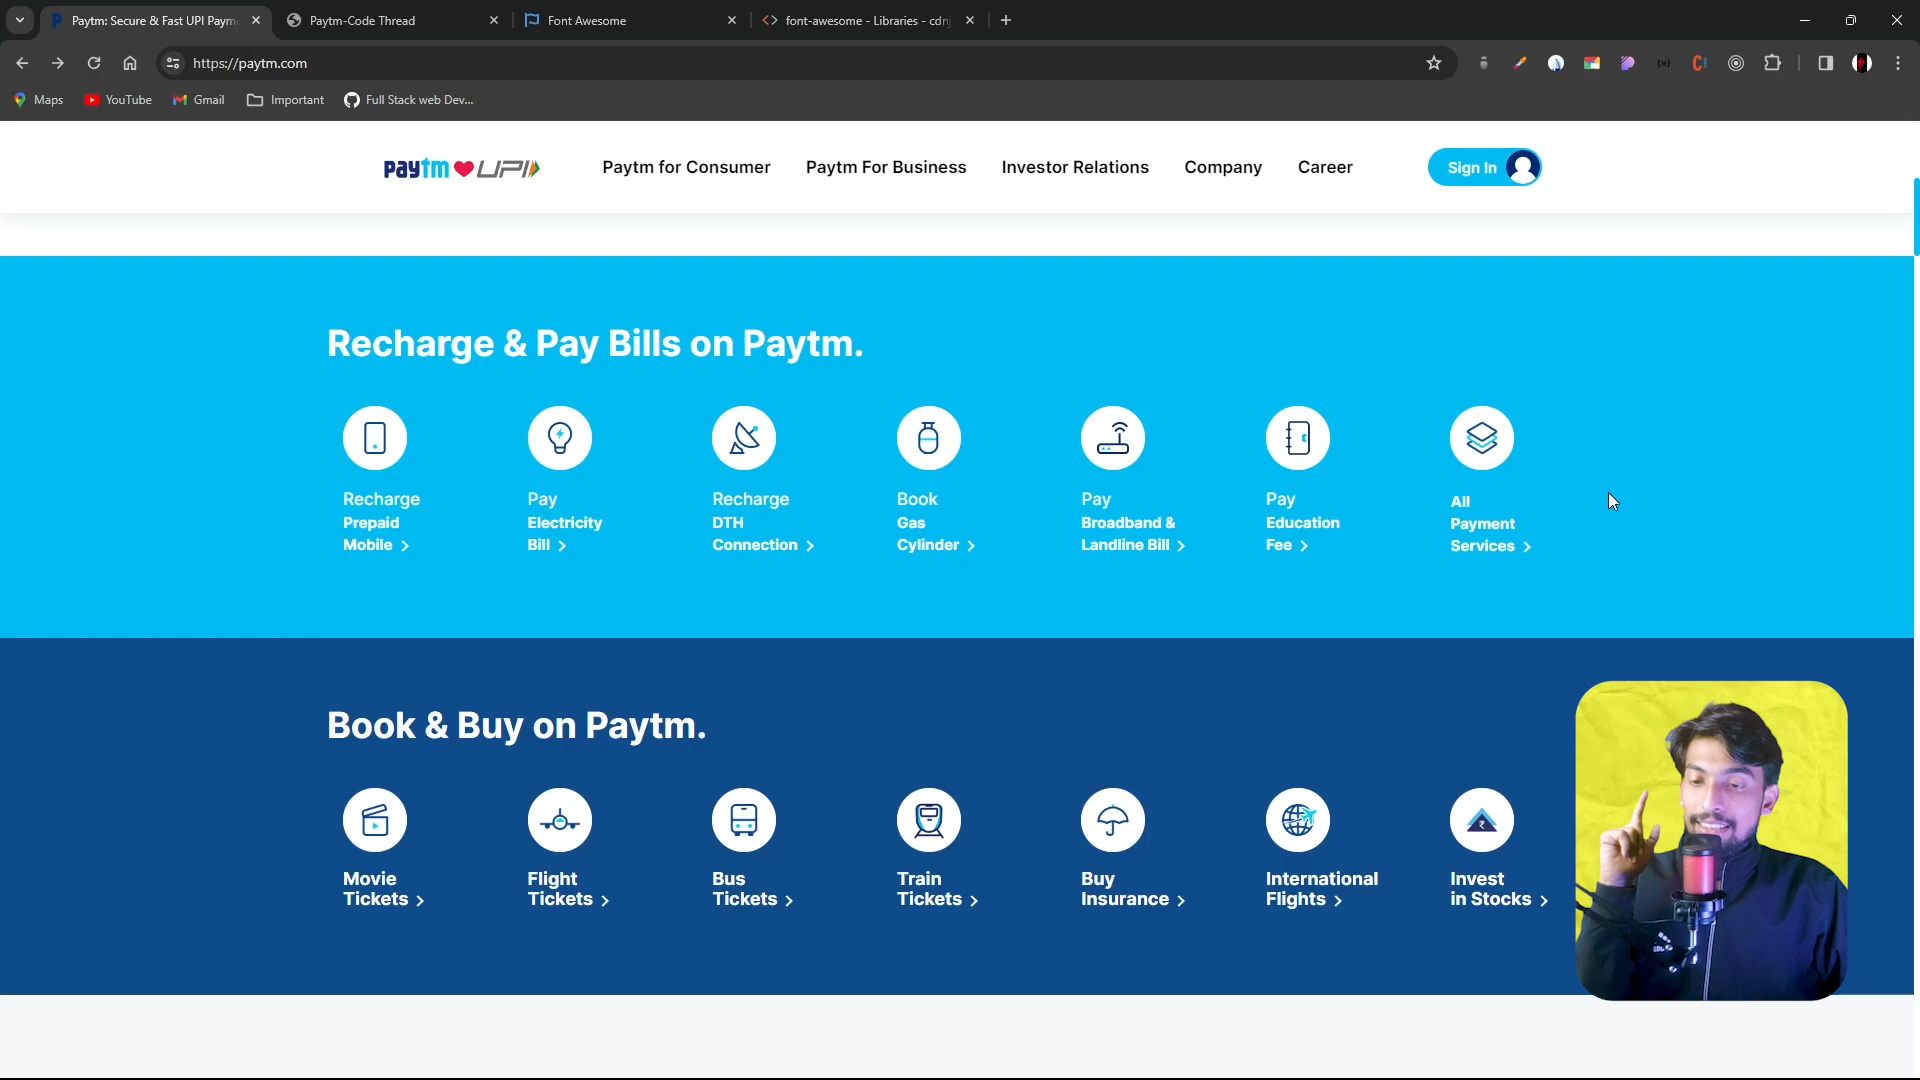 Paytm: Secure & Fast UPI Payme
Paytm-Code Thread
Font Awesome
font-awesome - Libraries - cdnj
https://paytm.com
Maps
YouTube
Gmail
Important
Full Stack web Dev...
paytm UPI
Paytm for Consumer
Paytm For Business
Investor Relations
Company
Career
Sign In
Recharge & Pay Bills on Paytm.
Recharge
Prepaid
Mobile
Pay
Electricity
Bill
Recharge
DTH
Connection
Book
Gas
Cylinder
Pay
Broadband &
Landline Bill
Pay
Education
Fee
All
Payment
Services
Book & Buy on Paytm.
Movie
Tickets
Flight
Tickets
Bus
Tickets
Train
Tickets
Buy
Insurance
International
Flights
Invest
in Stocks